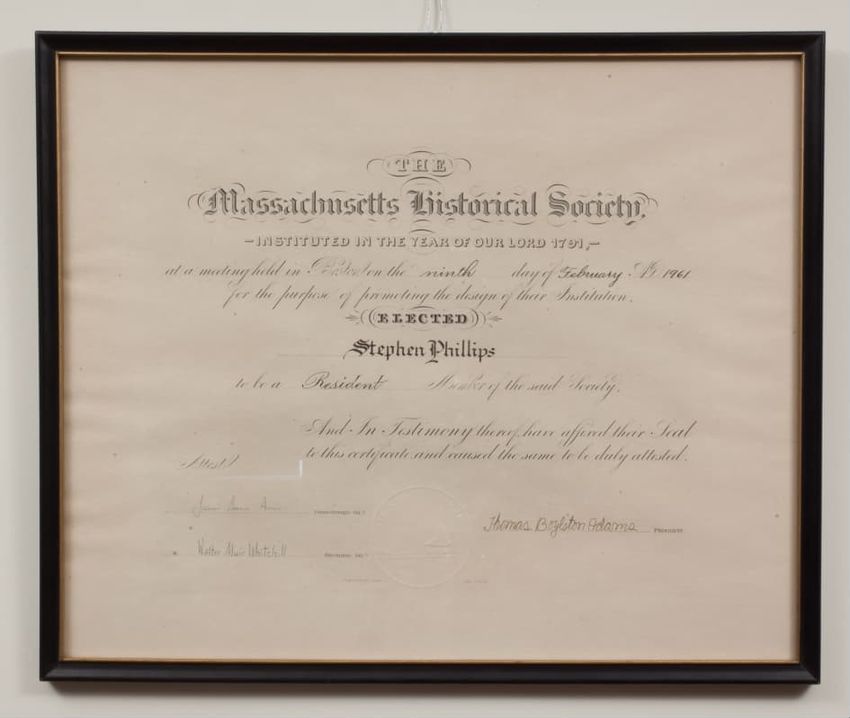 THE
Massachusetts Historical Society,
INSTITUTED IN THE YEAR OF OUR LORD 1791,
at a meeting held in Boston on the ninth day of February A.D. 1961
for the purpose of promoting the design of their Institution,
ELECTED
Stephen Phillips
to be a Resident Member of the said Society.
And In Testimony thereof, have affixed their Seal
to this certificate and caused the same to be duly attested.
Attest
Thomas Boylston Adams President
Walter Muir Whitehill